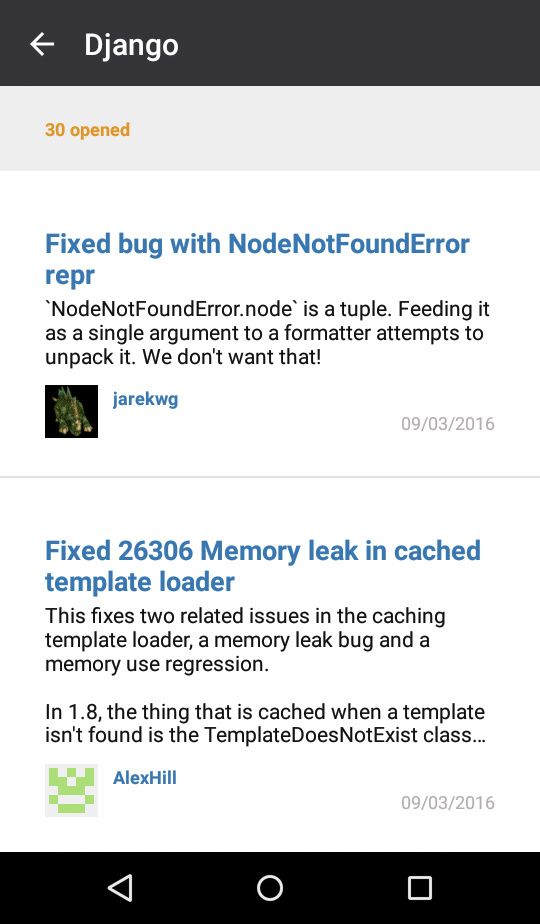 Django
30 opened
Fixed bug with NodeNotFoundError
repr
`NodeNotFoundError.node` is a tuple. Feeding it
as a single argument to a formatter attempts to
unpack it. We don't want that!
jarekwg
09/03/2016
Fixed 26306 Memory leak in cached
template loader
This fixes two related issues in the caching
template loader, a memory leak bug and a
memory use regression.
In 1.8, the thing that is cached when a template
isn't found is the TemplateDoesNotExist class…
AlexHill
09/03/2016